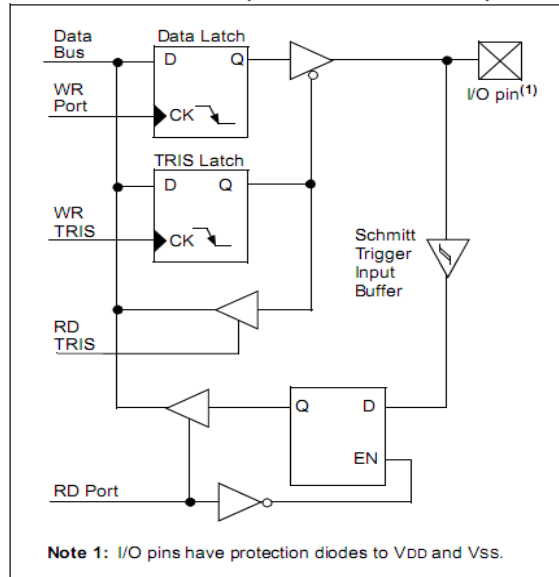 Data
Bus
Data Latch
D
Q
WR
Port
CK
I/O pin(1)
TRIS Latch
D
Q
WR
TRIS
CK
Schmitt
Trigger
Input
Buffer
RD
TRIS
Q
D
EN
RD Port
Note 1: I/O pins have protection diodes to VDD and VSS.